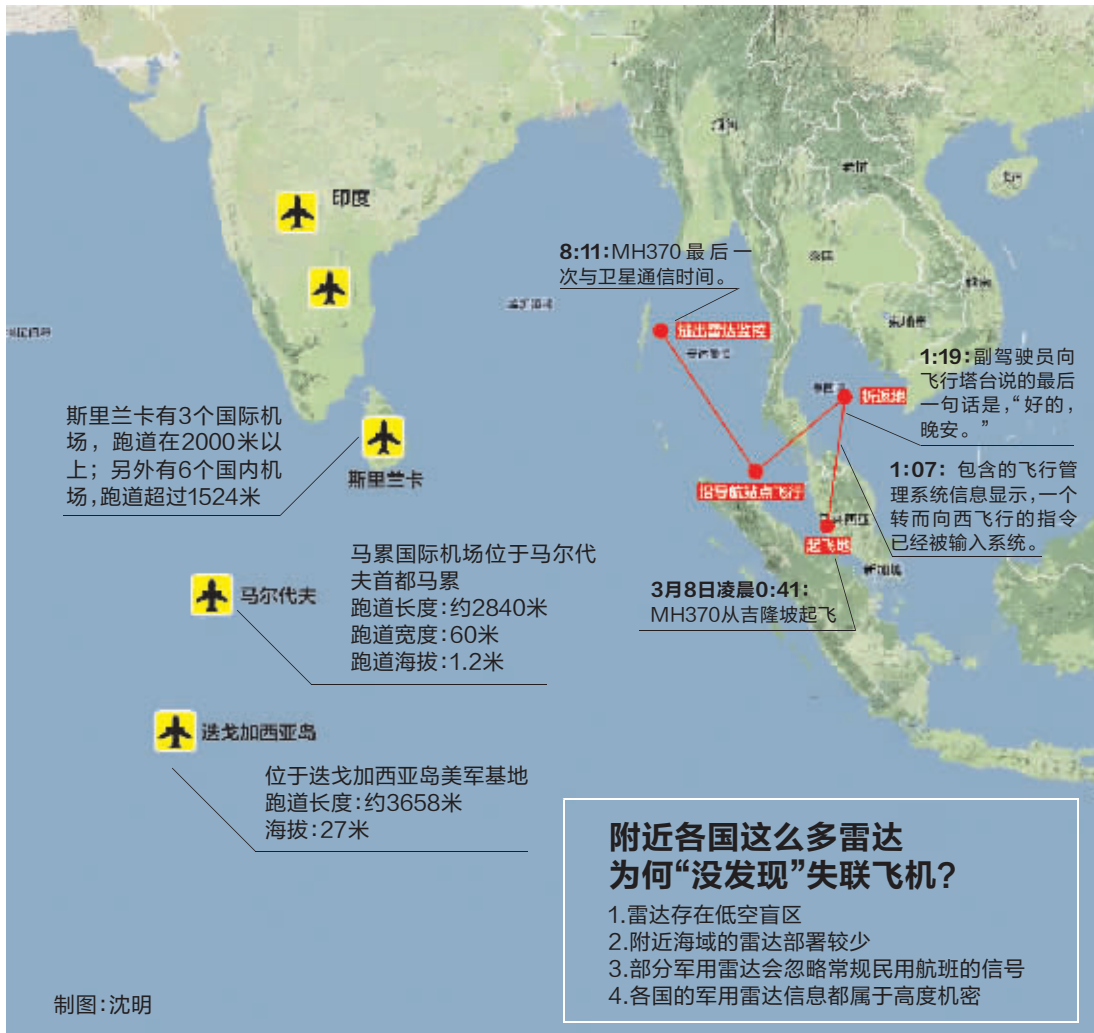 印度
8:11:MH370最后一
次与卫星通信时间。
逃出雷达监控
1:19:副驾驶员向
飞行塔台说的最后
一句话是,“好的,
晚安。”
折返地
斯里兰卡有3个国际机
场，跑道在2000米以
上；另外有6个国内机
场,跑道超过1524米
斯里兰卡
沿导航站点飞行
1:07：包含的飞行管
理系统信息显示,一个
转而向西飞行的指令
已经被输入系统。
马来西亚
起飞地
新加坡
3月8日凌晨0:41:
MH370从吉隆坡起飞
马尔代夫
马累国际机场位于马尔代
夫首都马累
跑道长度:约2840米
跑道宽度:60米
跑道海拔:1.2米
迭戈加西亚岛
位于迭戈加西亚岛美军基地
跑道长度:约3658米
海拔:27米
附近各国这么多雷达
为何“没发现”失联飞机?
1.雷达存在低空盲区
2.附近海域的雷达部署较少
3.部分军用雷达会忽略常规民用航班的信号
4.各国的军用雷达信息都属于高度机密
制图:沈明